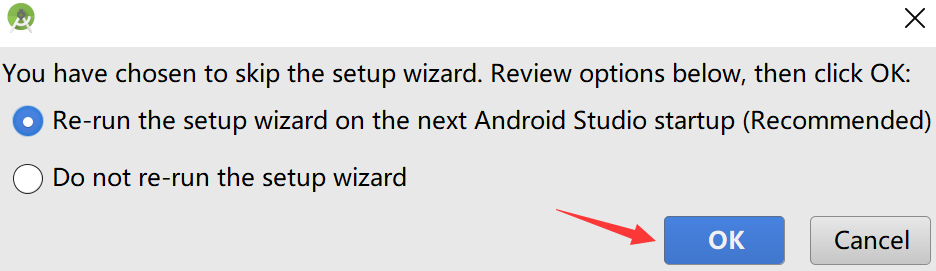 You have chosen to skip the setup wizard. Review options below, then click OK:
Re-run the setup wizard on the next Android Studio startup (Recommended)
Do not re-run the setup wizard
OK
Cancel